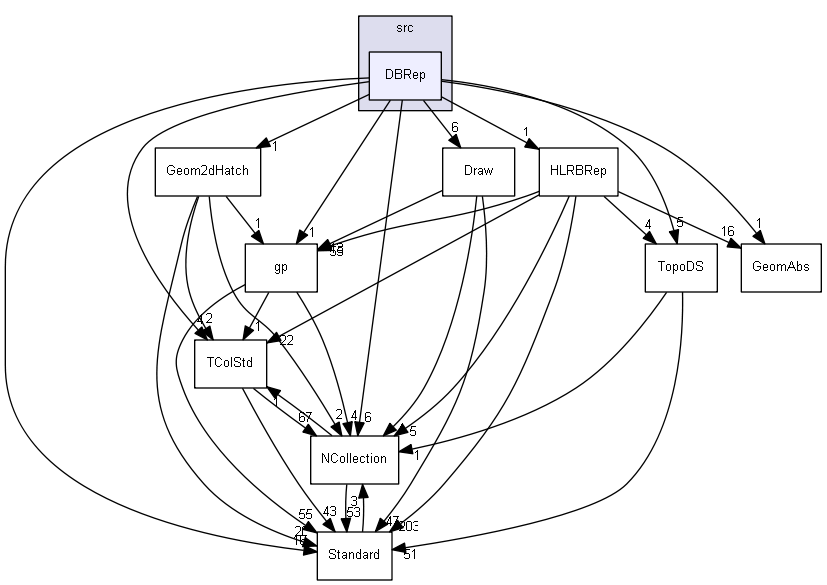 src
DBRep
6
1
1
Geom2dHatch
Draw
HLRBRep
1
1
4
5
16
1
gp
TopoDS
GeomAbs
2
1
22
TColStd
1
67
2
4
6
5
1
NCollection
3
53
55
43
47
203
51
Standard